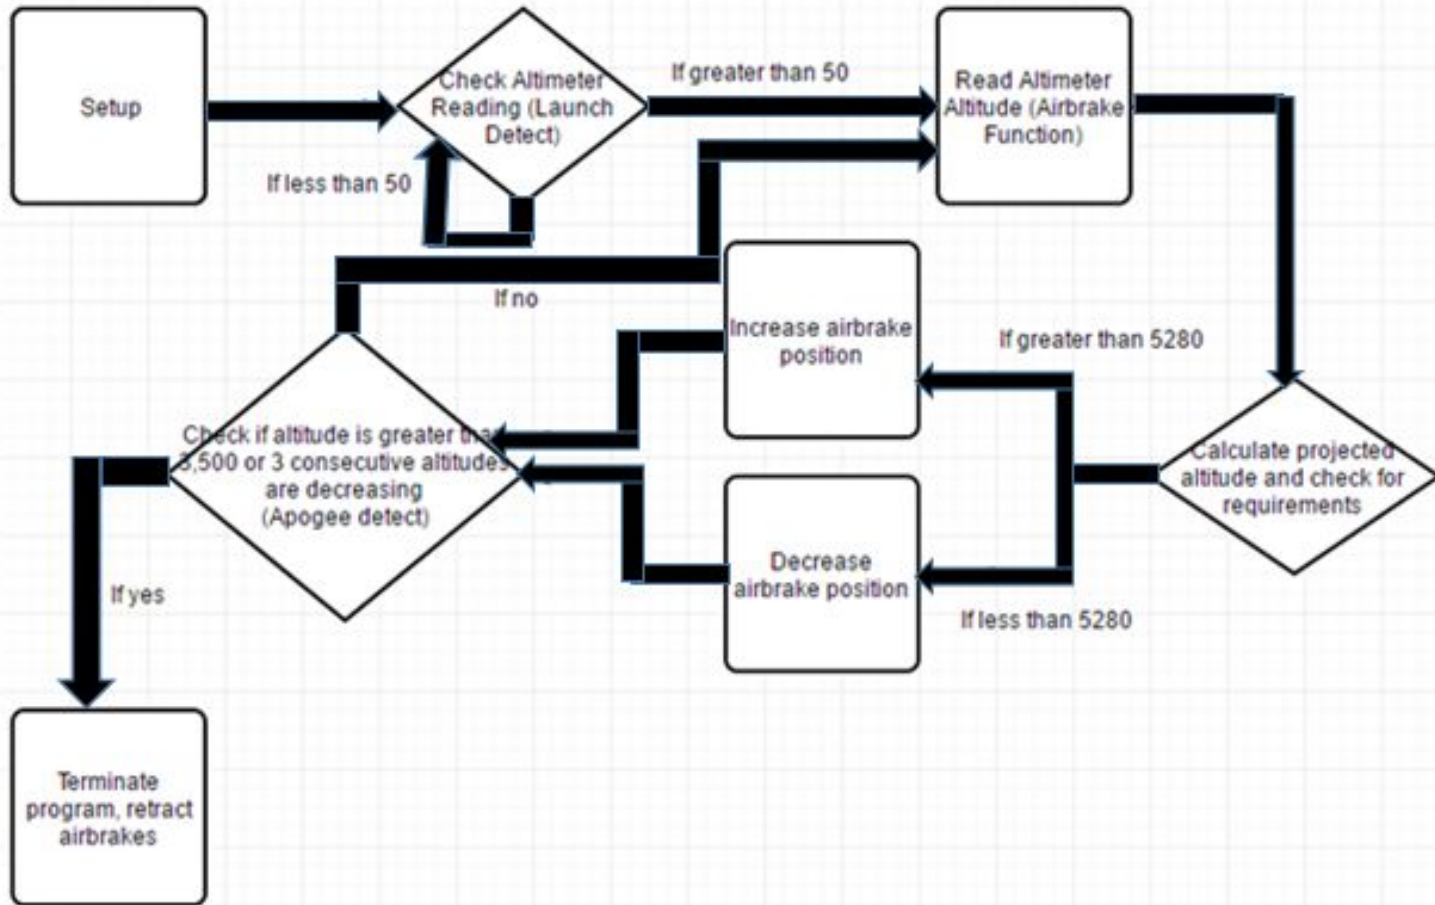 Setup
Check Altimeter
Reading (Launch
Detect)
If greater than 50
Read Altimeter
Altitude (Airbrake
Function)
If less than 50
If no
Increase airbrake
position
If greater than 5280
Check if altitude is greater than
3,500 or 3 consecutive altitudes
are decreasing
(Apogee detect)
Calculate projected
altitude and check for
requirements
Decrease
airbrake position
If yes
If less than 5280
Terminate
program, retract
airbrakes